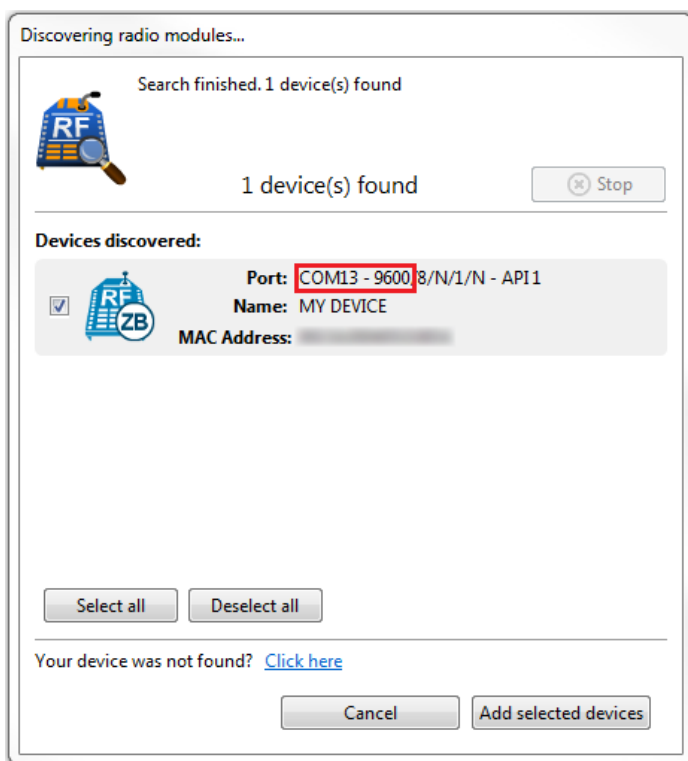 Discovering radio modules...
Search finished. 1 device(s) found
RF
1 device(s) found
Stop
Devices discovered:
Port: COM13 - 9600/8/N/1/N - API 1
RF
ZB
Name: MY DEVICE
MAC Address:
Select all Deselect all
Your device was not found? Click here
Cancel Add selected devices